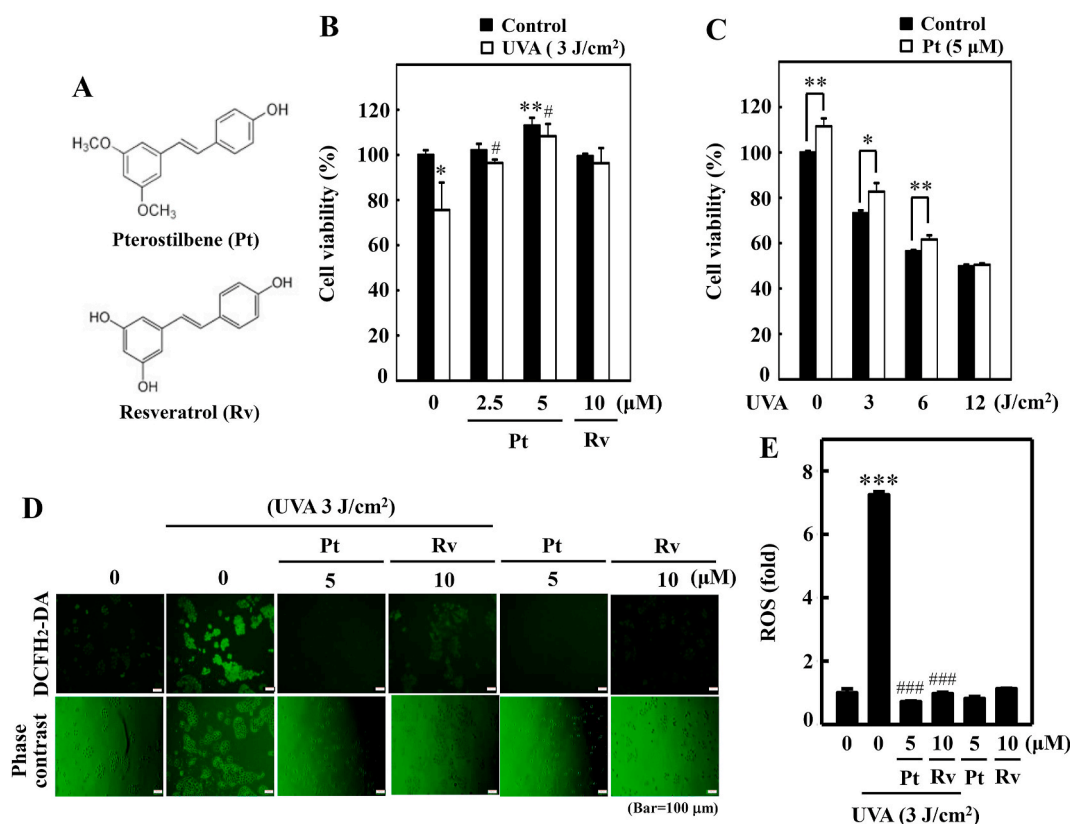 A
OH
H₃CO
OCH₃
Pterostilbene (Pt)
OH
HO
OH
Resveratrol (Rv)
B
Control
UVA ( 3 J/cm²)
Cell viability (%)
120
100
80
60
40
20
0
** #
#
*
0 2.5 5 10 (μM)
Pt Rv
C
Control
Pt (5 μM)
Cell viability (%)
120
100
80
60
40
20
0
**
*
**
UVA 0 3 6 12 (J/cm²)
D
(UVA 3 J/cm²)
Pt Rv Pt Rv
0 0 5 10 (μM) 5 10
DCFH₂-DA
Phase
contrast
(Bar=100 μm)
E
ROS (fold)
8
6
4
2
0
***
### ###
0 0 5 10 5 10 (μM)
Pt Rv Pt Rv
UVA (3 J/cm²)